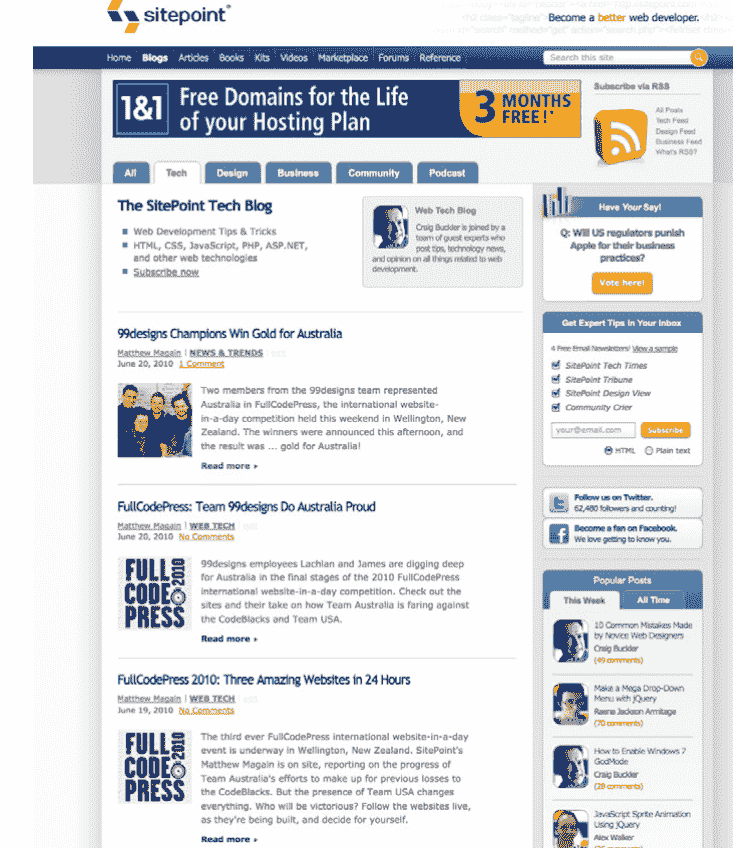 sitepoint
Become a better web developer.
Home Blogs Articles Books Kits Videos Marketplace Forums Reference
Search this site
1&1
Free Domains for the Life
of your Hosting Plan
3 MONTHS
FREE!*
Subscribe via RSS
All Posts
Tech Feed
Design Feed
Business Feed
What's RSS?
All Tech Design Business Community Podcast
The SitePoint Tech Blog
Web Development Tips & Tricks
HTML, CSS, JavaScript, PHP, ASP.NET,
and other web technologies
Subscribe now
Web Tech Blog
Craig Buckler is joined by a
team of guest experts who
post tips, technology news,
and opinion on all things related to web
development.
99designs Champions Win Gold for Australia
Matthew Magain | NEWS & TRENDS
June 20, 2010 1 Comment
Two members from the 99designs team represented
Australia in FullCodePress, the international website-
in-a-day competition held this weekend in Wellington, New
Zealand. The winners were announced this afternoon, and
the result was ... gold for Australia!
Read more
FullCodePress: Team 99designs Do Australia Proud
Matthew Magain | WEB TECH
June 20, 2010 No Comments
FULL
CODE
PRESS
2010
99designs employees Lachlan and James are digging deep
for Australia in the final stages of the 2010 FullCodePress
international website-in-a-day competition. Check out the
sites and their take on how Team Australia is faring against
the CodeBlacks and Team USA.
Read more
FullCodePress 2010: Three Amazing Websites in 24 Hours
Matthew Magain | WEB TECH
June 19, 2010 No Comments
FULL
CODE
PRESS
2010
The third ever FullCodePress international website-in-a-day
event is underway in Wellington, New Zealand. SitePoint's
Matthew Magain is on site, reporting on the progress of
Team Australia's efforts to make up for previous losses to
the CodeBlacks. But the presence of Team USA changes
everything. Who will be victorious? Follow the websites live,
as they're being built, and decide for yourself.
Read more
Have Your Say!
Q: Will US regulators punish
Apple for their business
practices?
Vote here!
Get Expert Tips in Your Inbox
4 Free Email Newsletters! View a sample
SitePoint Tech Times
SitePoint Tribune
SitePoint Design View
Community Crier
your@email.com Subscribe
HTML Plain text
Follow us on Twitter.
62,480 followers and counting!
Become a fan on Facebook.
We love getting to know you.
Popular Posts
This Week All Time
10 Common Mistakes Made
by Novice Web Designers
Craig Buckler
(49 comments)
Make a Mega Drop-Down
Menu with jQuery
Raena Jackson Armitage
(70 comments)
How to Enable Windows 7
GodMode
Craig Buckler
(28 comments)
JavaScript Sprite Animation
Using jQuery
Alex Walker